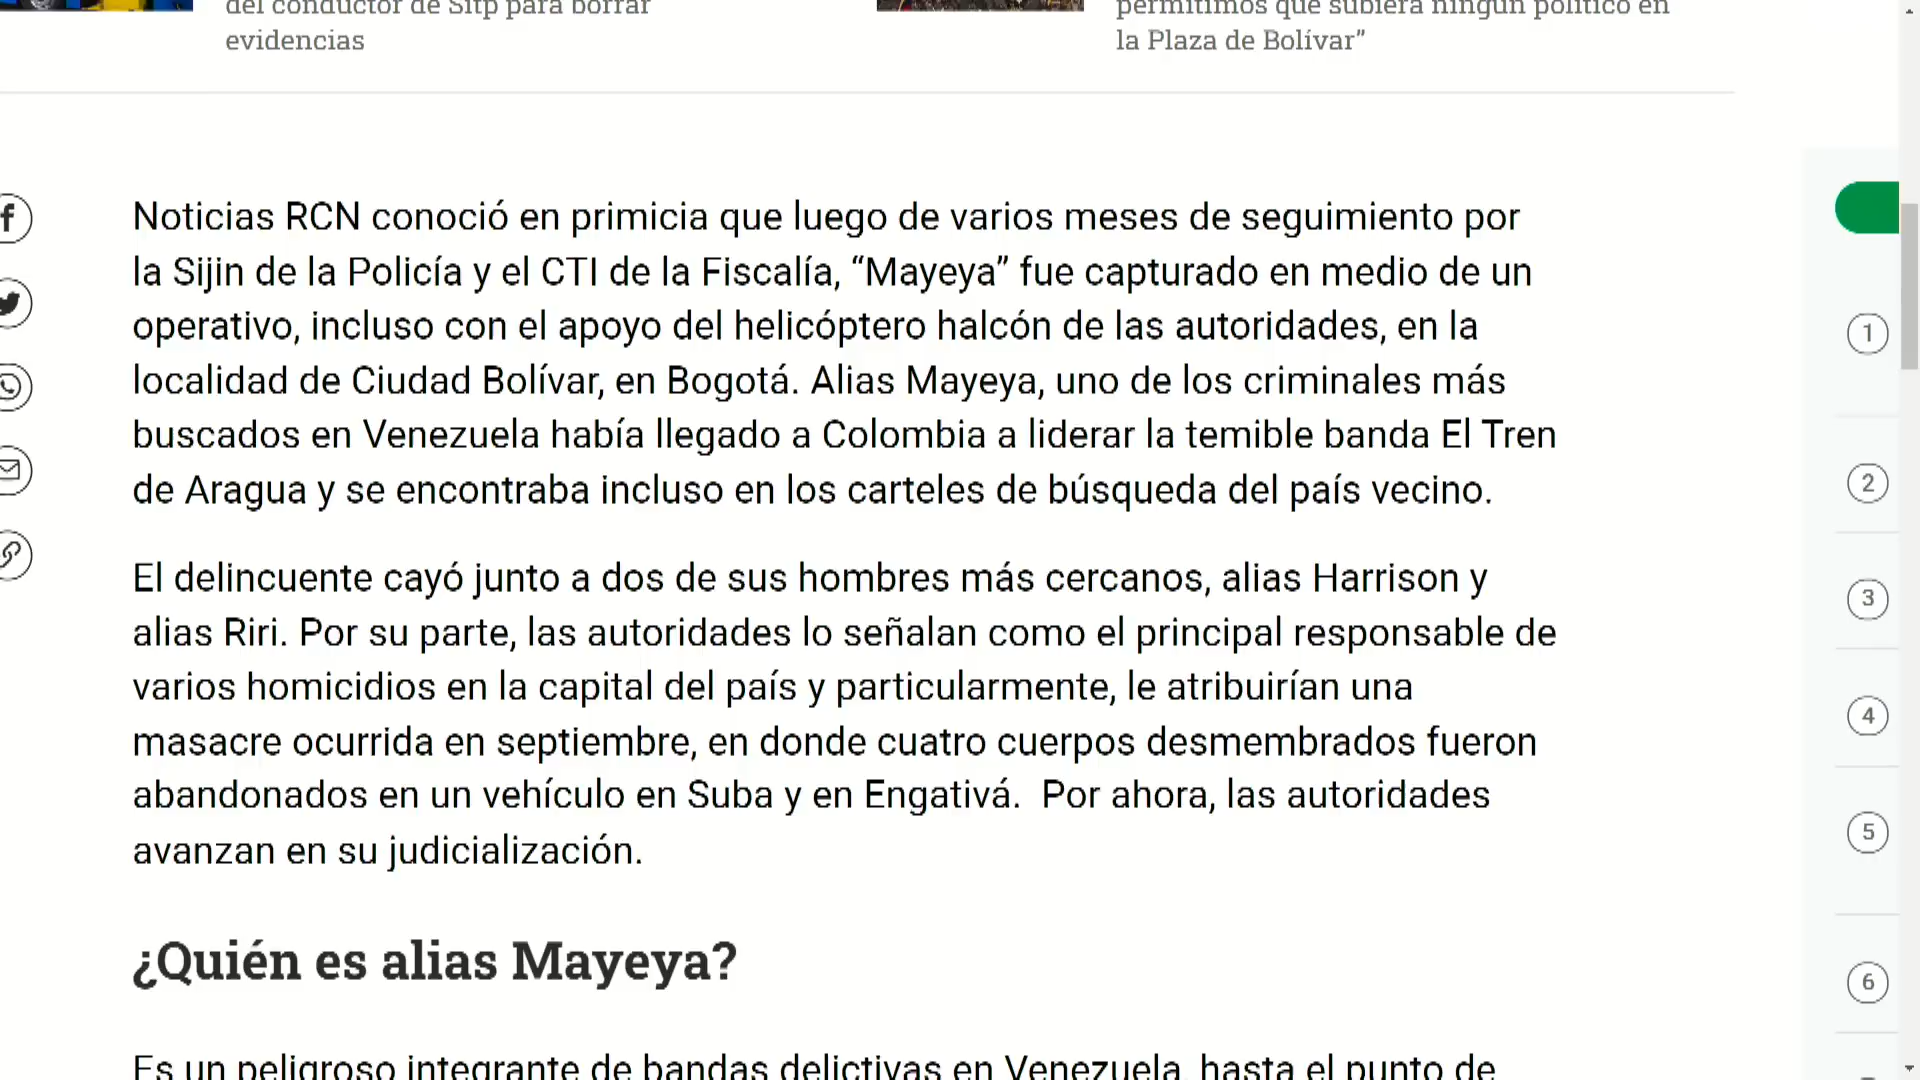 del conductor de Sitp para borrar
evidencias
permitimos que subiera ningún político en
la Plaza de Bolívar”
Noticias RCN conoció en primicia que luego de varios meses de seguimiento por
la Sijin de la Policía y el CTI de la Fiscalía, “Mayeya” fue capturado en medio de un
operativo, incluso con el apoyo del helicóptero halcón de las autoridades, en la
localidad de Ciudad Bolívar, en Bogotá. Alias Mayeya, uno de los criminales más
buscados en Venezuela había llegado a Colombia a liderar la temible banda El Tren
de Aragua y se encontraba incluso en los carteles de búsqueda del país vecino.
El delincuente cayó junto a dos de sus hombres más cercanos, alias Harrison y
alias Riri. Por su parte, las autoridades lo señalan como el principal responsable de
varios homicidios en la capital del país y particularmente, le atribuirían una
masacre ocurrida en septiembre, en donde cuatro cuerpos desmembrados fueron
abandonados en un vehículo en Suba y en Engativá.  Por ahora, las autoridades
avanzan en su judicialización.
¿Quién es alias Mayeya?
Es un peligroso integrante de bandas delictivas en Venezuela, hasta el punto de
1
2
3
4
5
6